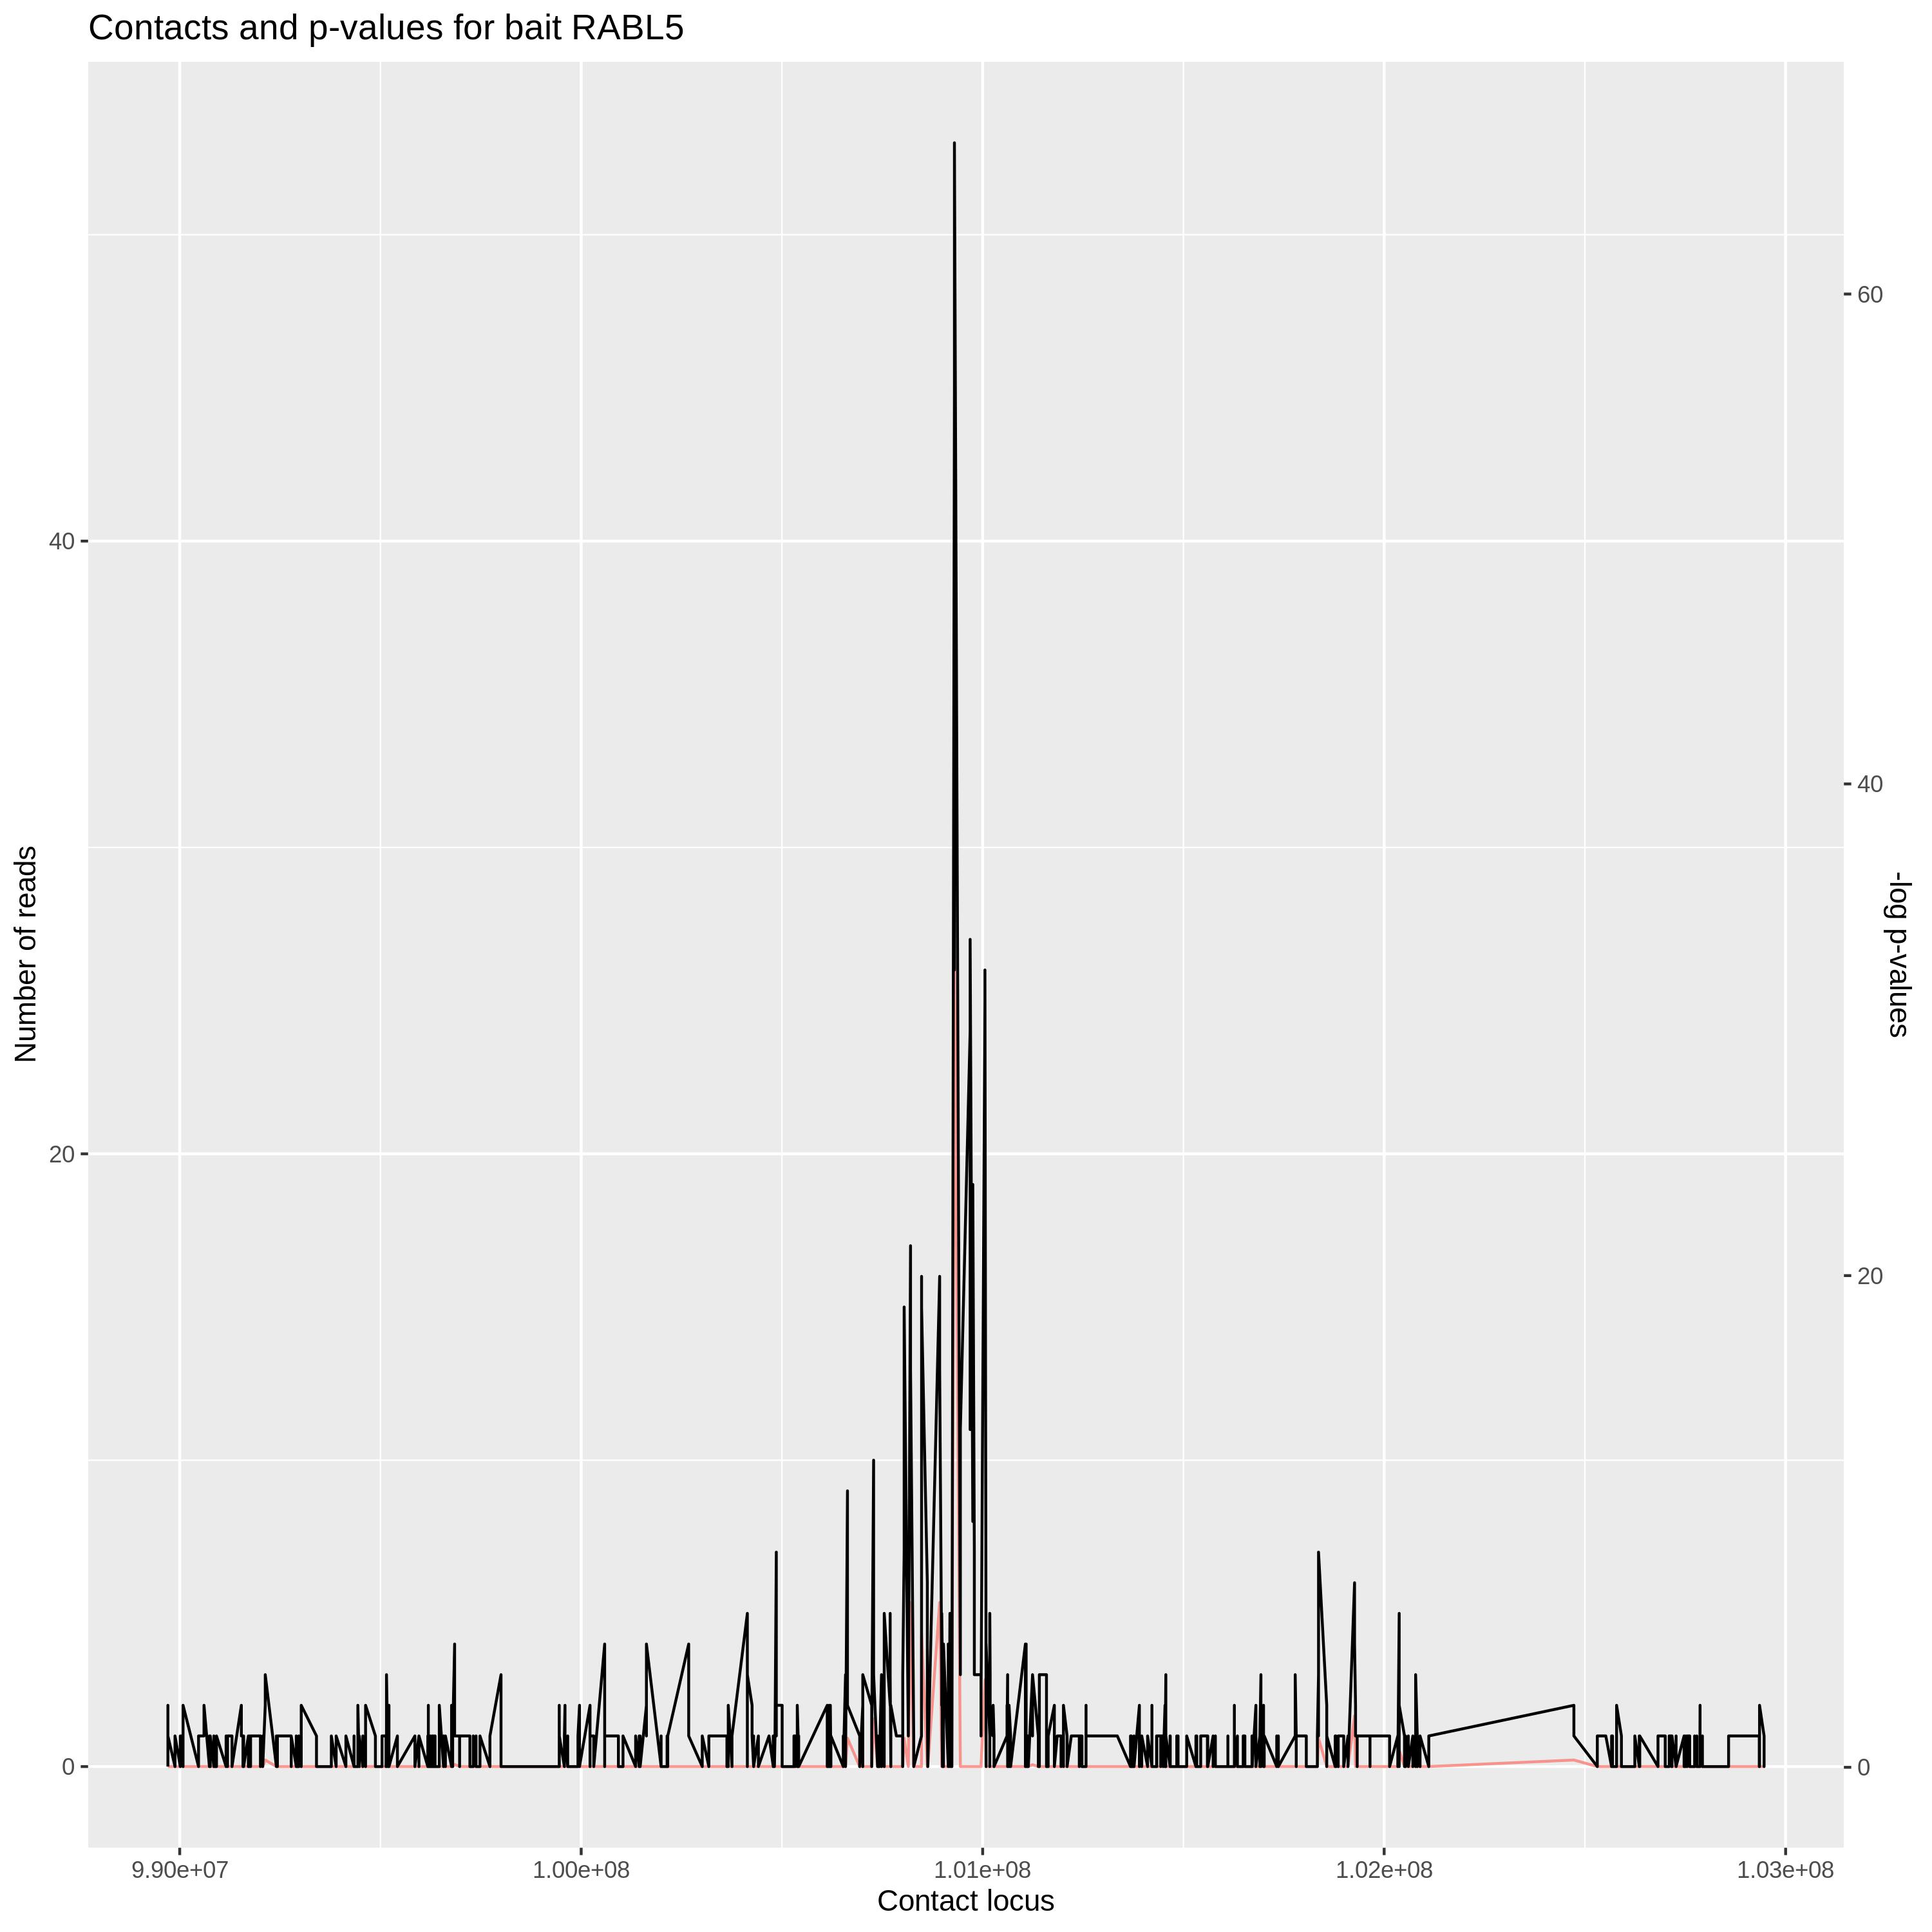 Contacts and p-values for bait RABL5
Number of reads
40
20
0
60
40
20
0
-log p-values
9.90e+07
1.00e+08
1.01e+08
1.02e+08
1.03e+08
Contact locus